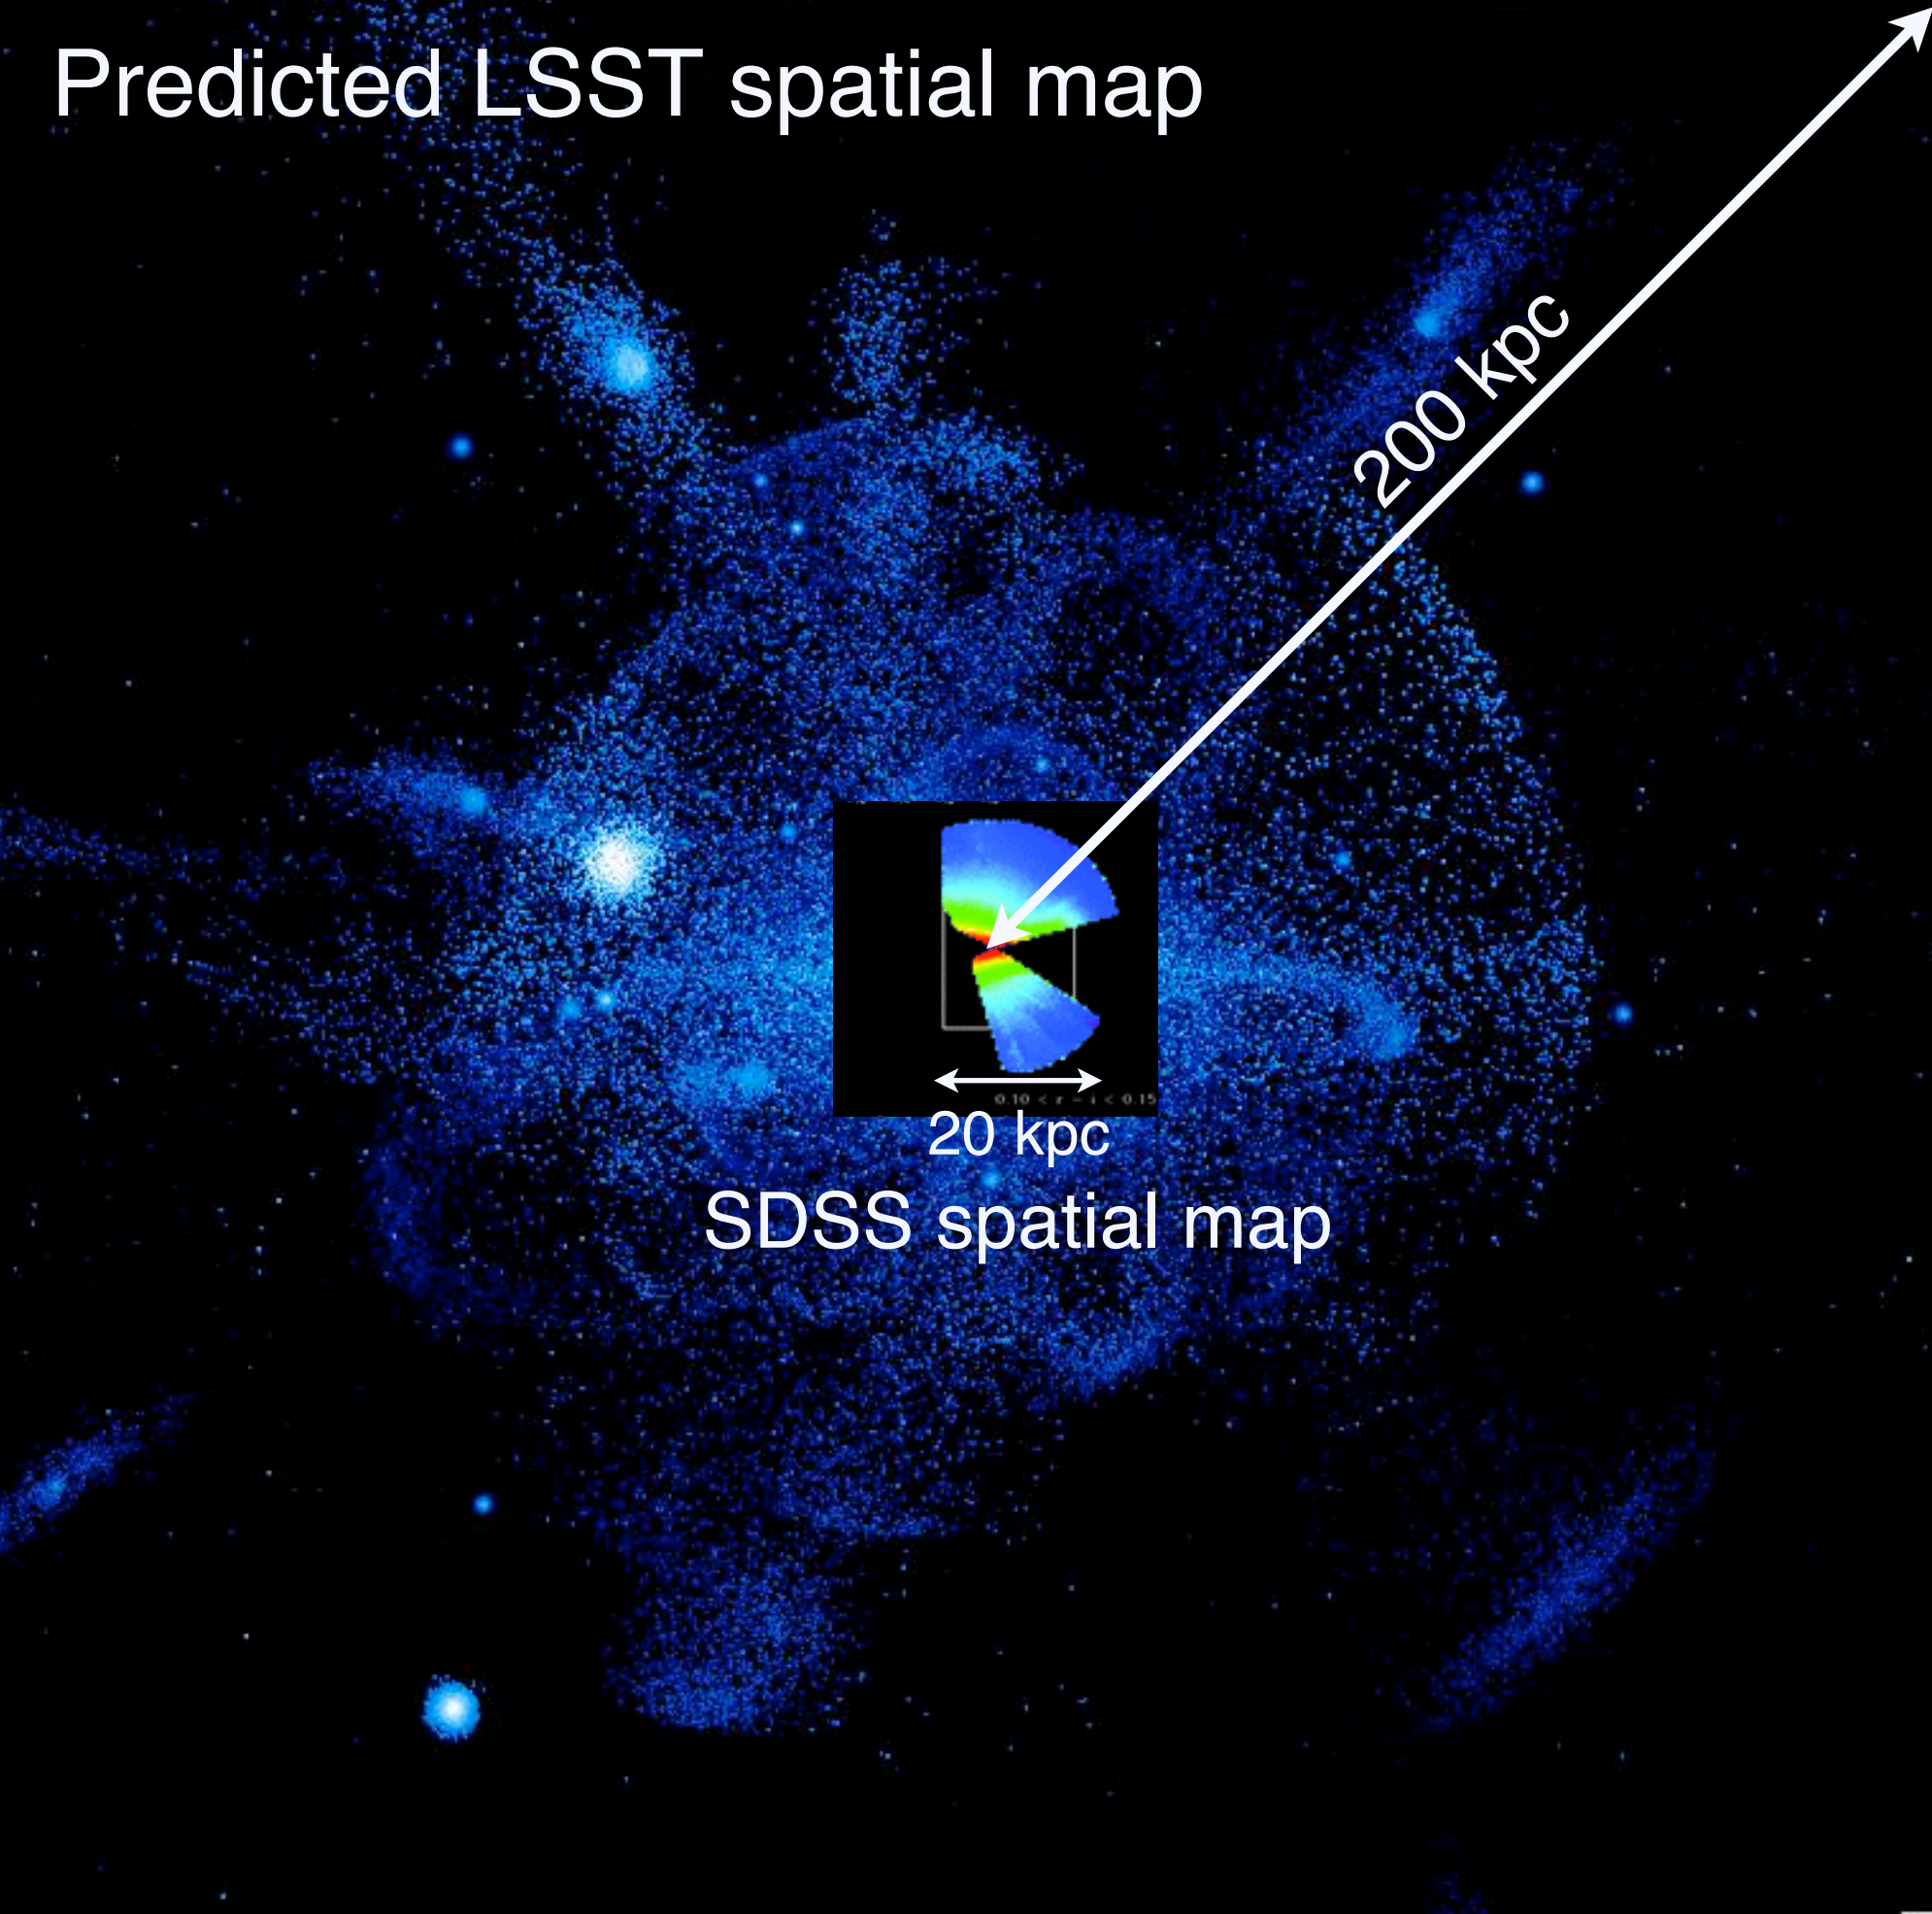 Predicted LSST spatial map
200 kpc
0.10 < r - i < 0.15
20 kpc
SDSS spatial map